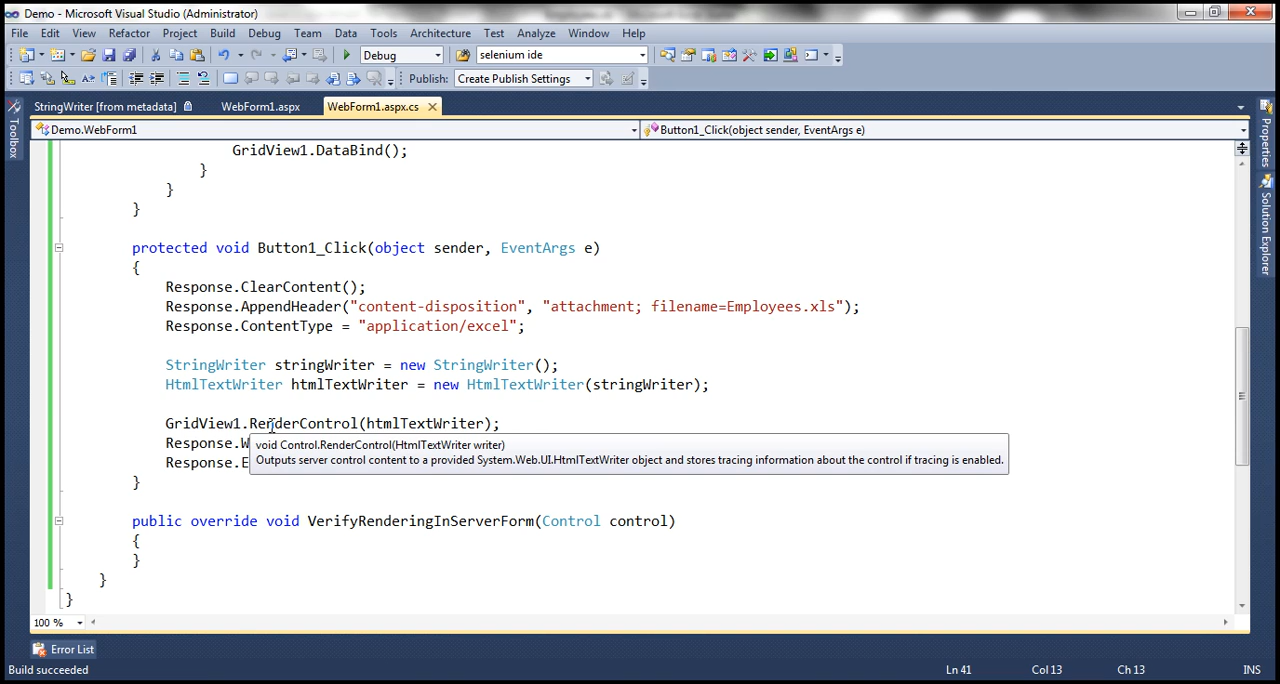 Demo - Microsoft Visual Studio (Administrator)
File Edit View Refactor Project Build Debug Team Data Tools Architecture Test Analyze Window Help
Debug selenium ide
Publish: Create Publish Settings
StringWriter [from metadata] WebForm1.aspx WebForm1.aspx.cs
Demo.WebForm1 Button1_Click(object sender, EventArgs e)
Toolbox
Properties
Solution Explorer
GridView1.DataBind();
}
}
}
protected void Button1_Click(object sender, EventArgs e)
{
Response.ClearContent();
Response.AppendHeader("content-disposition", "attachment; filename=Employees.xls");
Response.ContentType = "application/excel";
StringWriter stringWriter = new StringWriter();
HtmlTextWriter htmlTextWriter = new HtmlTextWriter(stringWriter);
GridView1.RenderControl(htmlTextWriter);
Response.W
void Control.RenderControl(HtmlTextWriter writer)
Outputs server control content to a provided System.Web.UI.HtmlTextWriter object and stores tracing information about the control if tracing is enabled.
Response.E
}
public override void VerifyRenderingInServerForm(Control control)
{
}
}
}
100 %
Error List
Build succeeded Ln 41 Col 13 Ch 13 INS